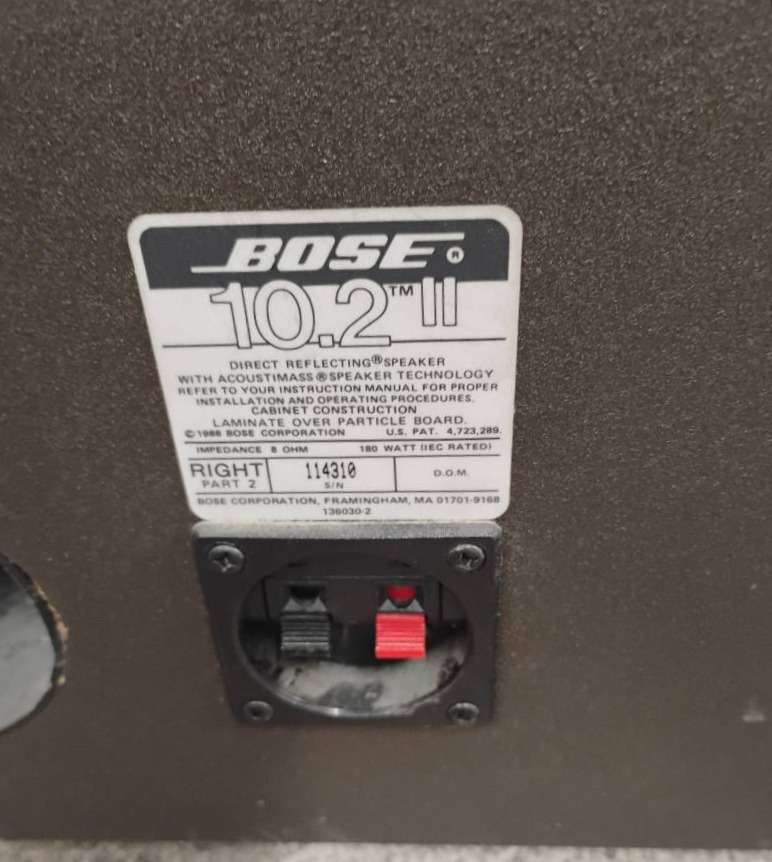 BOSE®
10.2™ II
DIRECT REFLECTING® SPEAKER
WITH ACOUSTIMASS® SPEAKER TECHNOLOGY
REFER TO YOUR INSTRUCTION MANUAL FOR PROPER
INSTALLATION AND OPERATING PROCEDURES.
CABINET CONSTRUCTION
LAMINATE OVER PARTICLE BOARD.
©1988 BOSE CORPORATION U.S. PAT. 4,723,289.
IMPEDANCE 8 OHM 180 WATT (IEC RATED)
RIGHT
PART 2
114310
S/N
D.O.M.
BOSE CORPORATION, FRAMINGHAM, MA 01701-9168
136030-2